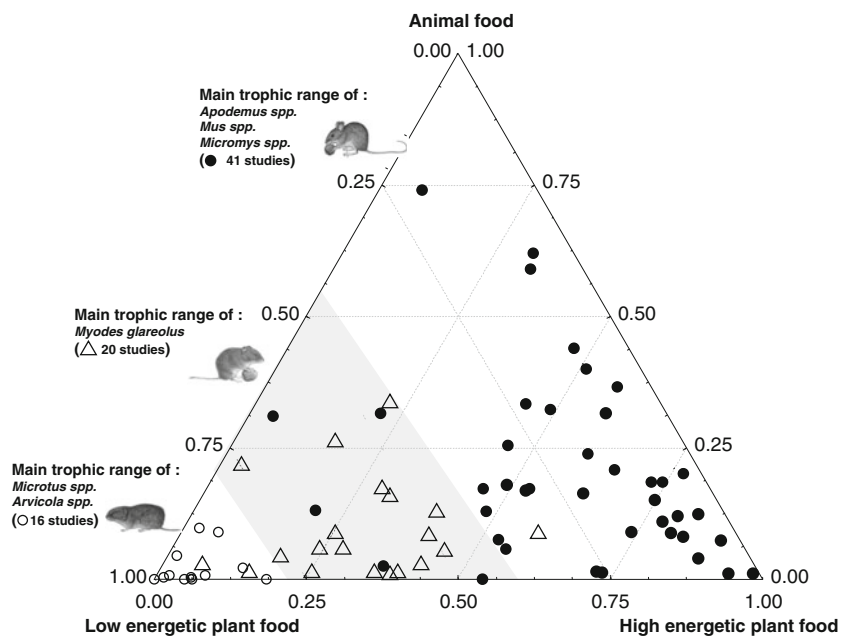 Animal food
0.00 1.00
Main trophic range of :
Apodemus spp.
Mus spp.
Micromys spp.
(● 41 studies)
0.25 0.75
Main trophic range of :
Myodes glareolus
(△ 20 studies)
0.50 0.50
0.75 0.25
Main trophic range of :
Microtus spp.
Arvicola spp.
(○16 studies)
1.00 0.00
0.00 0.25 0.50 0.75 1.00
Low energetic plant food High energetic plant food